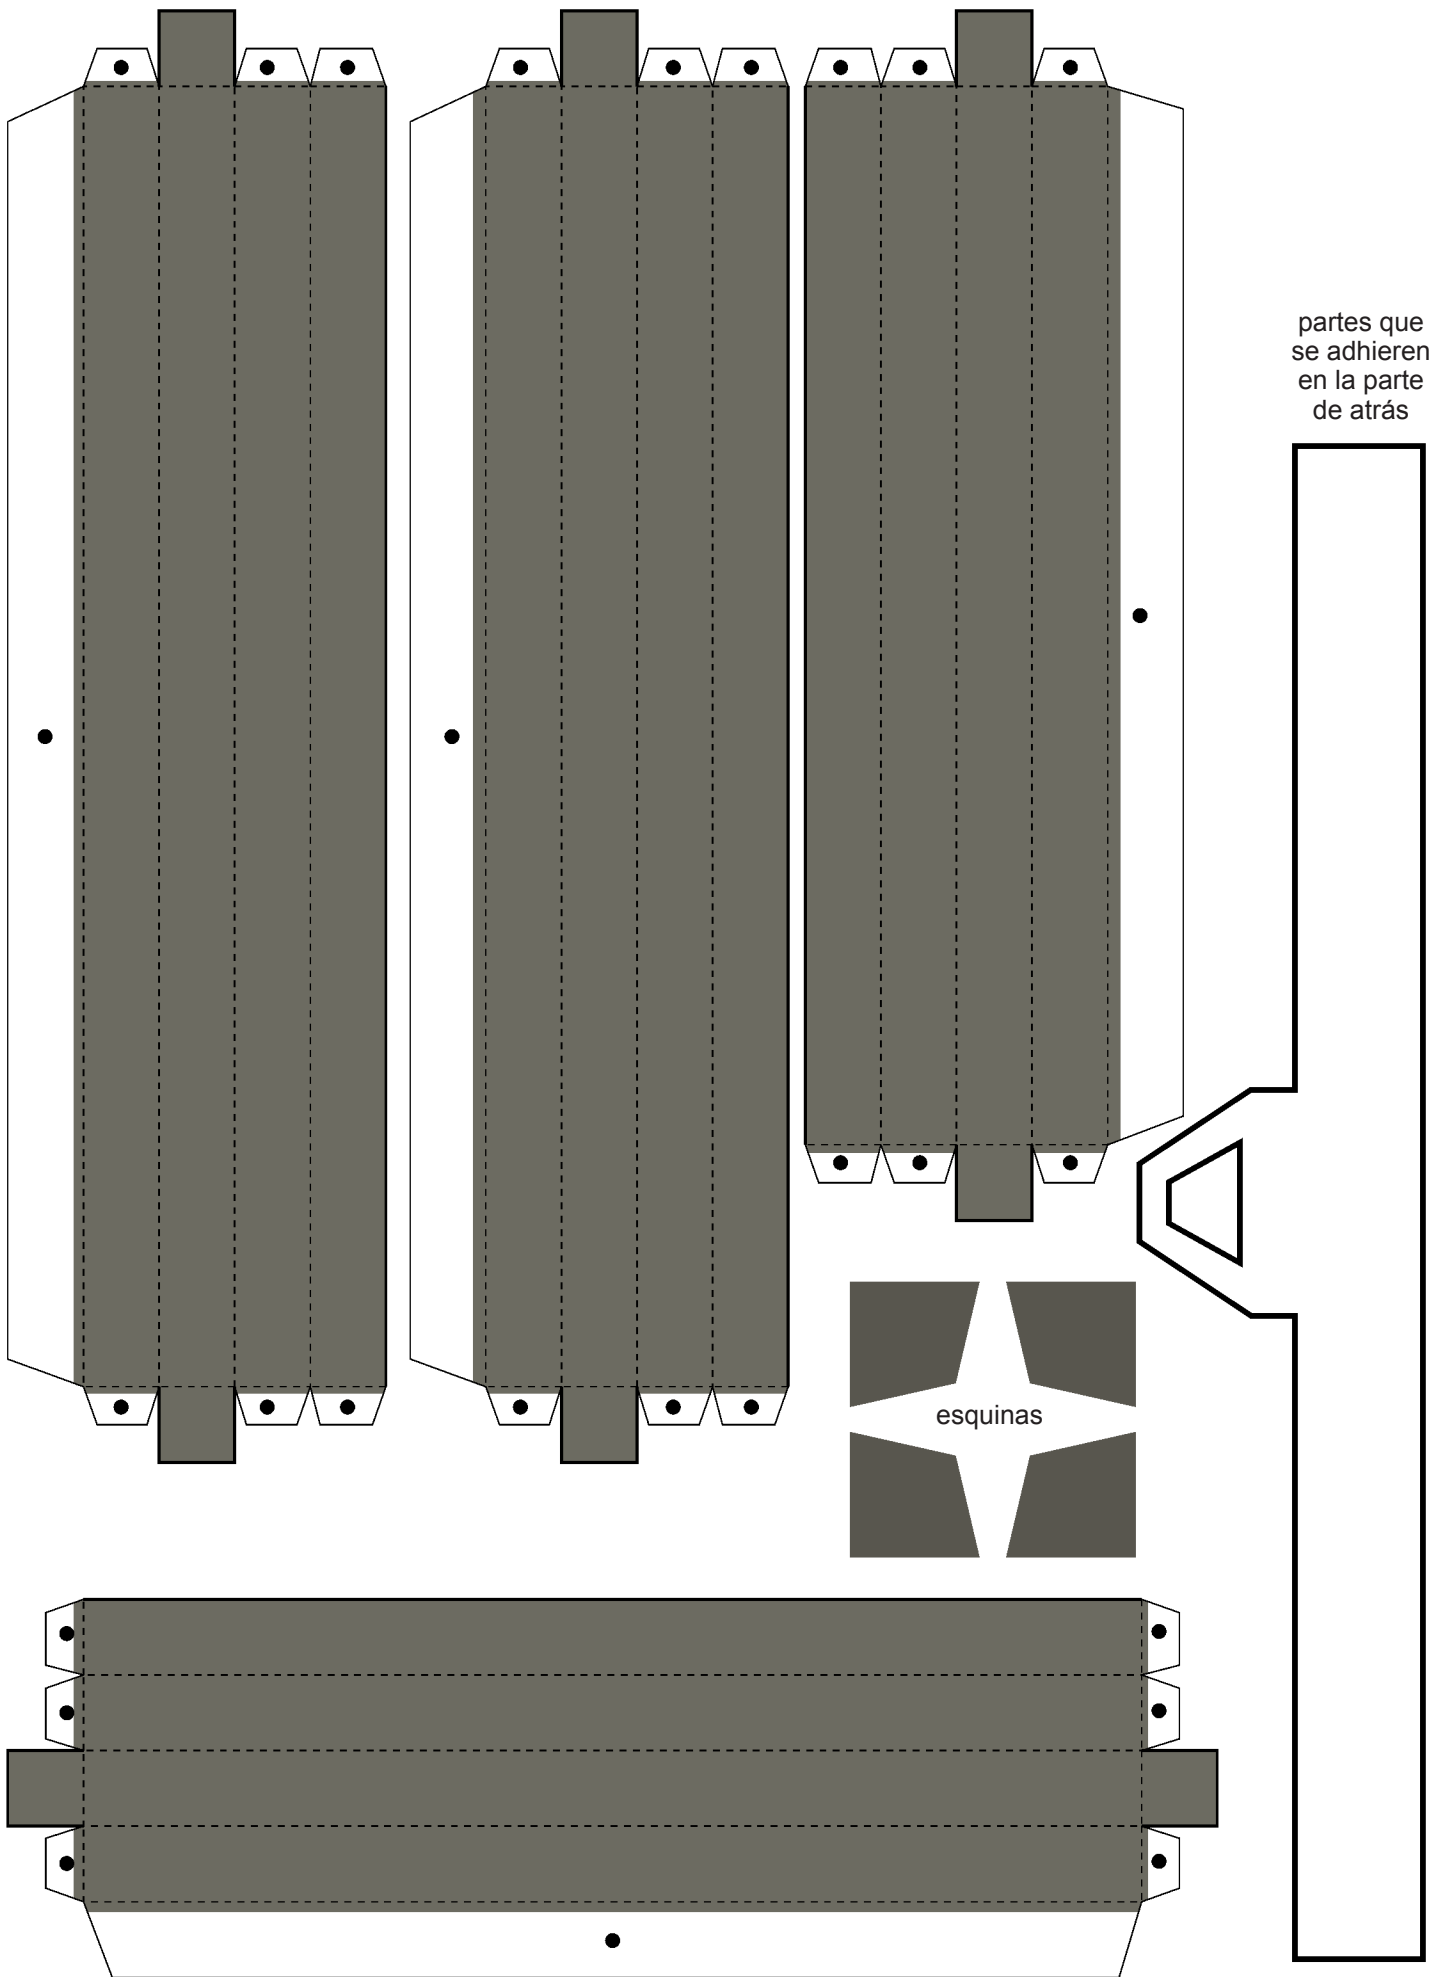 partes que
se adhieren
en la parte
de atrás
esquinas